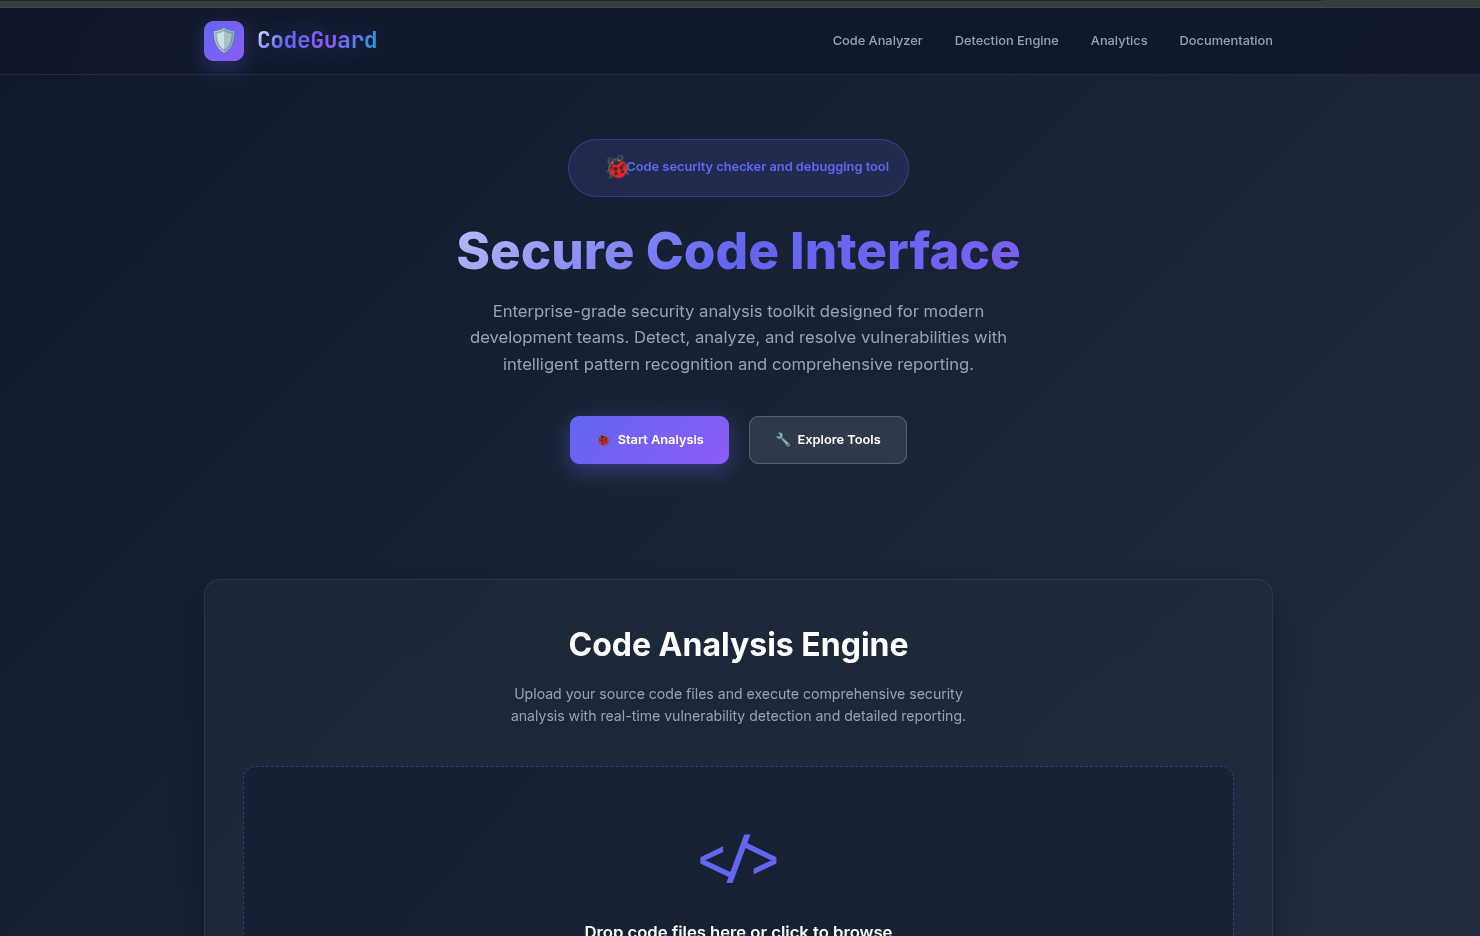 CodeGuard
Code Analyzer
Detection Engine
Analytics
Documentation
Code security checker and debugging tool
Secure Code Interface
Enterprise-grade security analysis toolkit designed for modern
development teams. Detect, analyze, and resolve vulnerabilities with
intelligent pattern recognition and comprehensive reporting.
Start Analysis
Explore Tools
Code Analysis Engine
Upload your source code files and execute comprehensive security
analysis with real-time vulnerability detection and detailed reporting.
</>
Drop code files here or click to browse